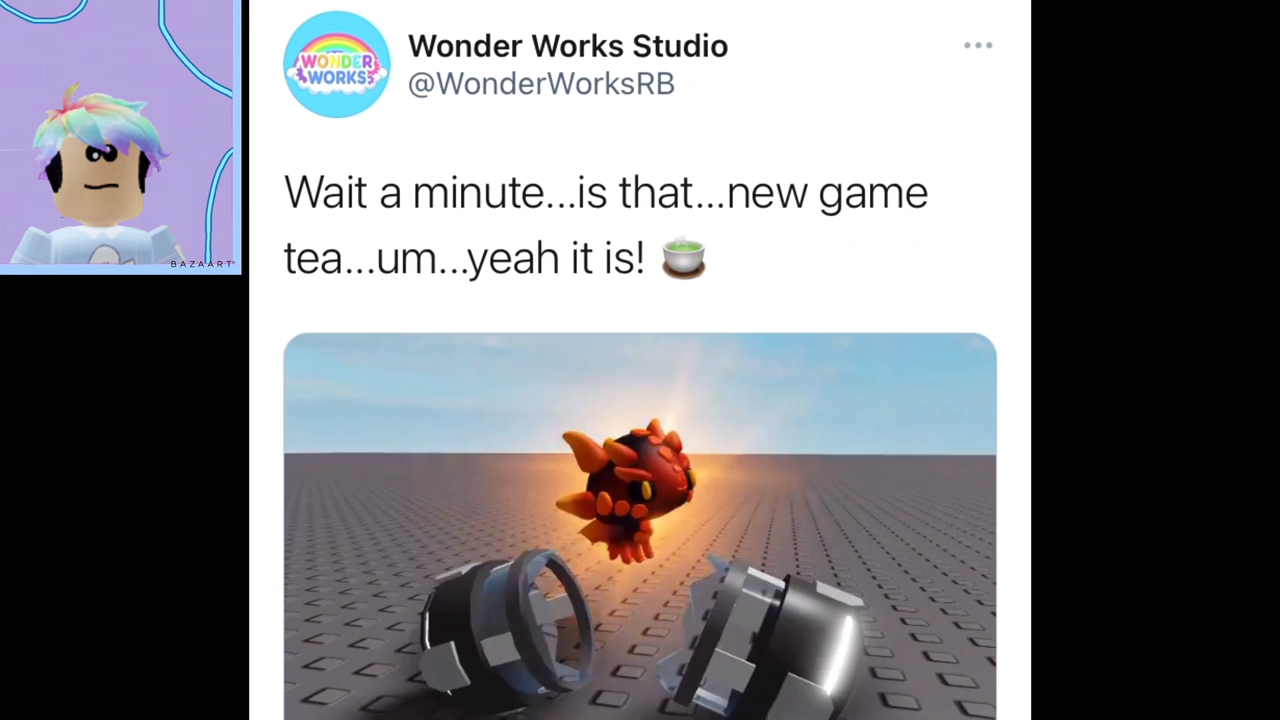 WONDER
WORKS
Wonder Works Studio
@WonderWorksRB
Wait a minute...is that...new game
tea...um...yeah it is! 🍵
BAZAART